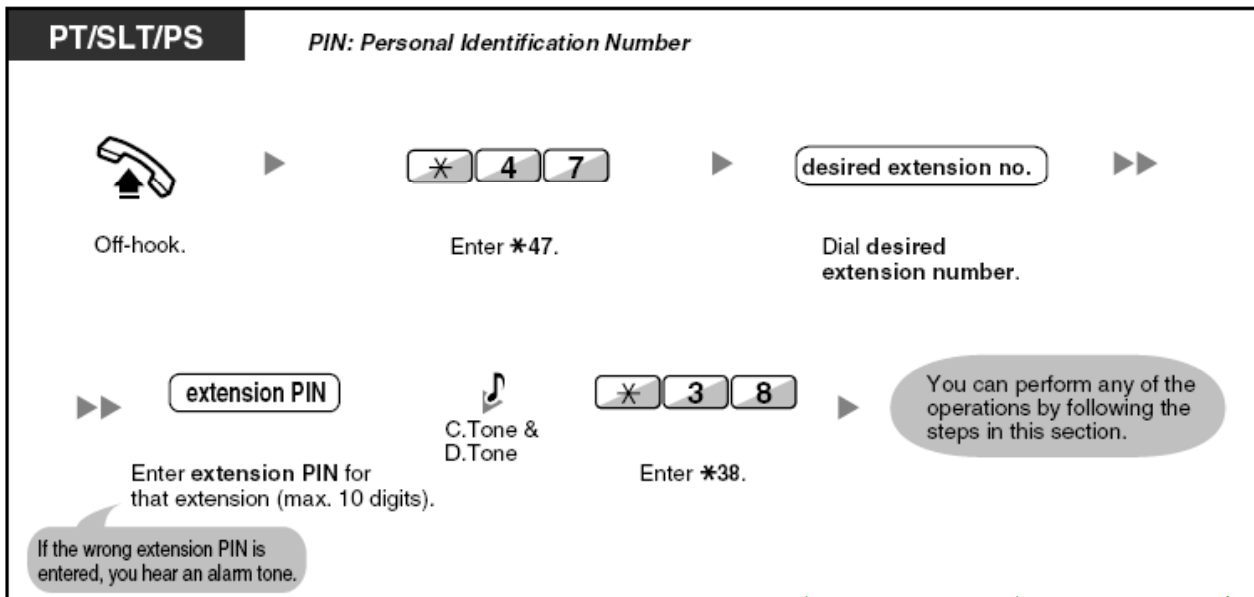 PT/SLT/PS
PIN: Personal Identification Number
* 4 7
desired extension no.
Off-hook.
Enter *47.
Dial desired
extension number.
extension PIN
C.Tone &
D.Tone
* 3 8
You can perform any of the
operations by following the
steps in this section.
Enter extension PIN for
that extension (max. 10 digits).
Enter *38.
If the wrong extension PIN is
entered, you hear an alarm tone.